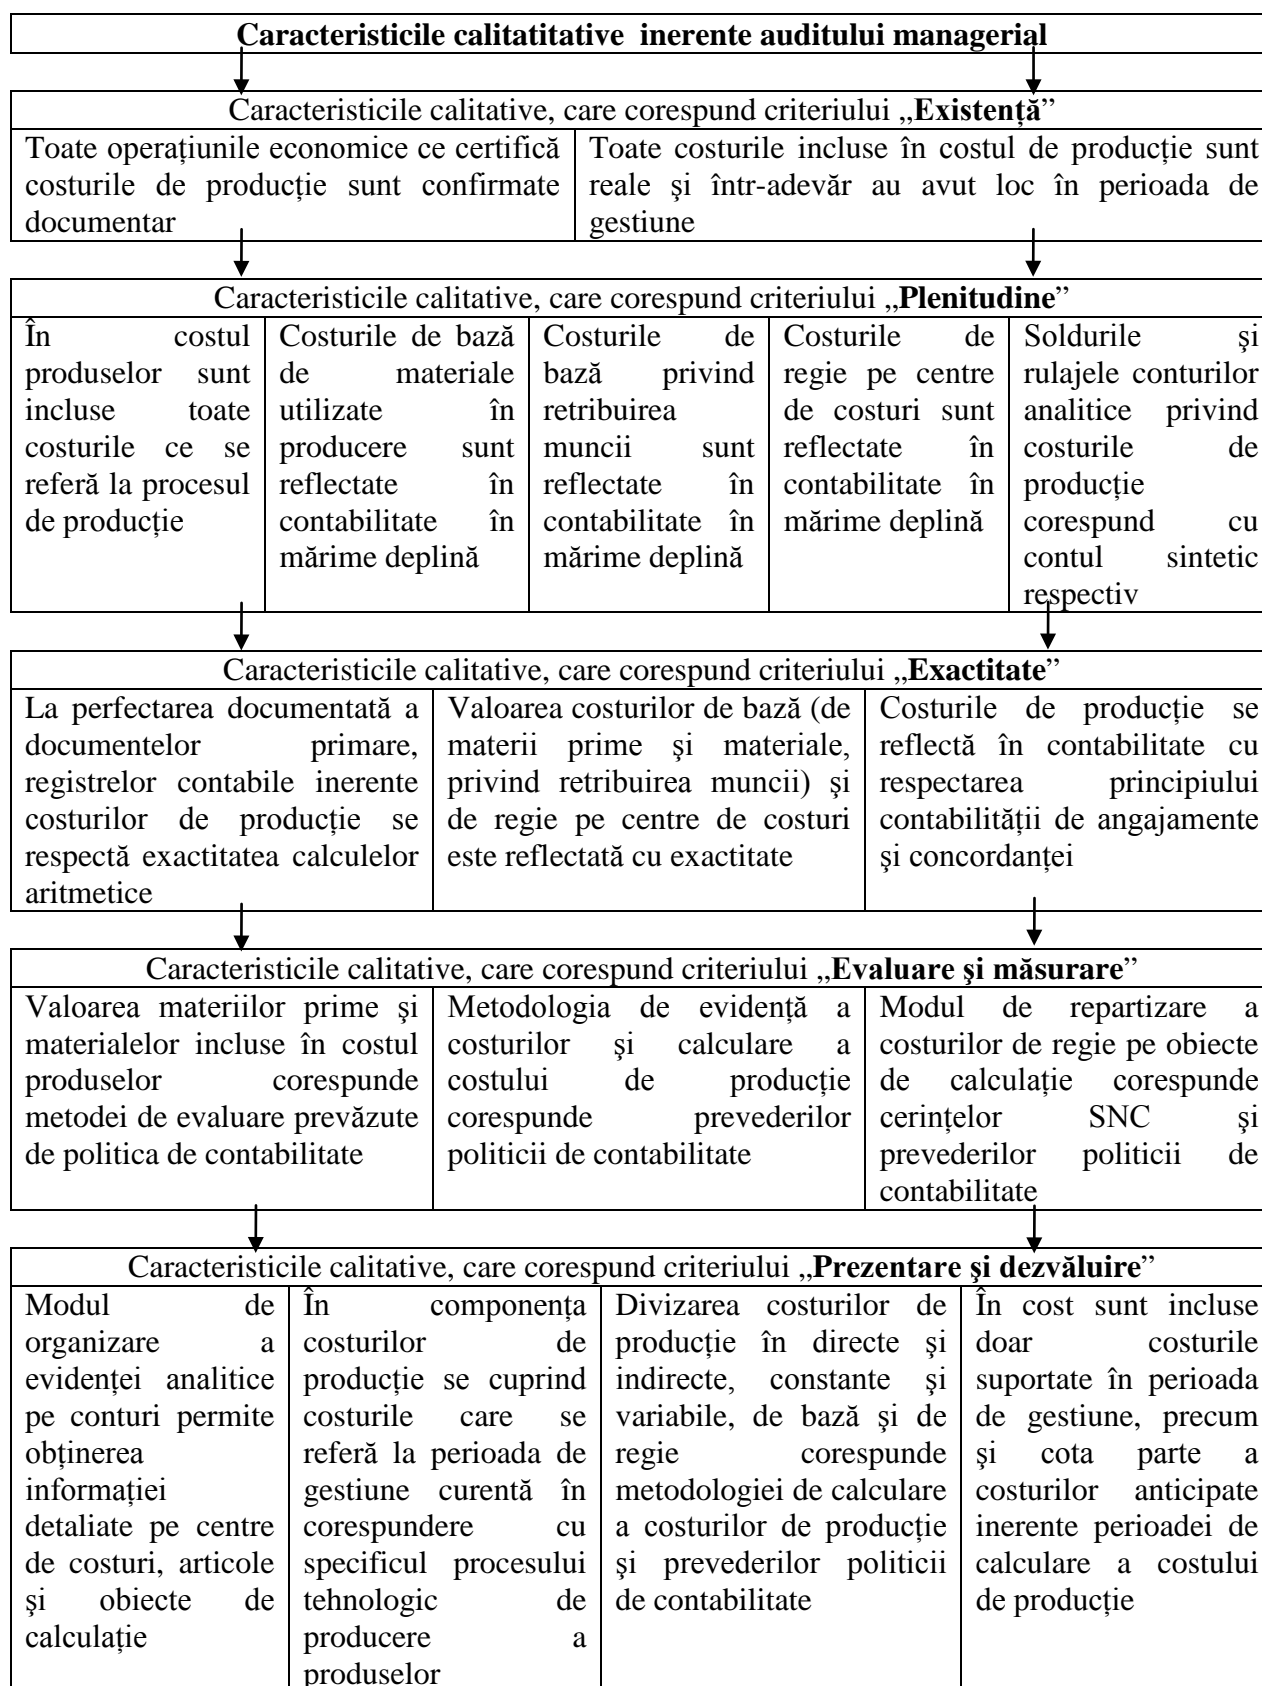 Caracteristicile calitatitative inerente auditului managerial
Caracteristicile calitative, care corespund criteriului „Existență”
Toate operațiunile economice ce certifică
costurile de producție sunt confirmate
documentar
Toate costurile incluse în costul de producție sunt
reale şi într-adevăr au avut loc în perioada de
gestiune
Caracteristicile calitative, care corespund criteriului „Plenitudine”
În costul
produselor sunt
incluse toate
costurile ce se
referă la procesul
de producție
Costurile de bază
de materiale
utilizate în
producere sunt
reflectate în
contabilitate în
mărime deplină
Costurile de
bază privind
retribuirea
muncii sunt
reflectate în
contabilitate în
mărime deplină
Costurile de
regie pe centre
de costuri sunt
reflectate în
contabilitate în
mărime deplină
Soldurile şi
rulajele conturilor
analitice privind
costurile de
producție
corespund cu
contul sintetic
respectiv
Caracteristicile calitative, care corespund criteriului „Exactitate”
La perfectarea documentată a
documentelor primare,
registrelor contabile inerente
costurilor de producție se
respectă exactitatea calculelor
aritmetice
Valoarea costurilor de bază (de
materii prime şi materiale,
privind retribuirea muncii) şi
de regie pe centre de costuri
este reflectată cu exactitate
Costurile de producție se
reflectă în contabilitate cu
respectarea principiului
contabilității de angajamente
şi concordanței
Caracteristicile calitative, care corespund criteriului „Evaluare şi măsurare”
Valoarea materiilor prime şi
materialelor incluse în costul
produselor corespunde
metodei de evaluare prevăzute
de politica de contabilitate
Metodologia de evidență a
costurilor şi calculare a
costului de producție
corespunde prevederilor
politicii de contabilitate
Modul de repartizare a
costurilor de regie pe obiecte
de calculație corespunde
cerințelor SNC şi
prevederilor politicii de
contabilitate
Caracteristicile calitative, care corespund criteriului „Prezentare şi dezvăluire”
Modul de
organizare a
evidenței analitice
pe conturi permite
obținerea
informației
detaliate pe centre
de costuri, articole
şi obiecte de
calculație
În componența
costurilor de
producție se cuprind
costurile care se
referă la perioada de
gestiune curentă în
corespundere cu
specificul procesului
tehnologic de
producere a
produselor
Divizarea costurilor de
producție în directe şi
indirecte, constante şi
variabile, de bază şi de
regie corespunde
metodologiei de calculare
a costurilor de producție
şi prevederilor politicii
de contabilitate
În cost sunt incluse
doar costurile
suportate în perioada
de gestiune, precum
şi cota parte a
costurilor anticipate
inerente perioadei de
calculare a costului
de producție